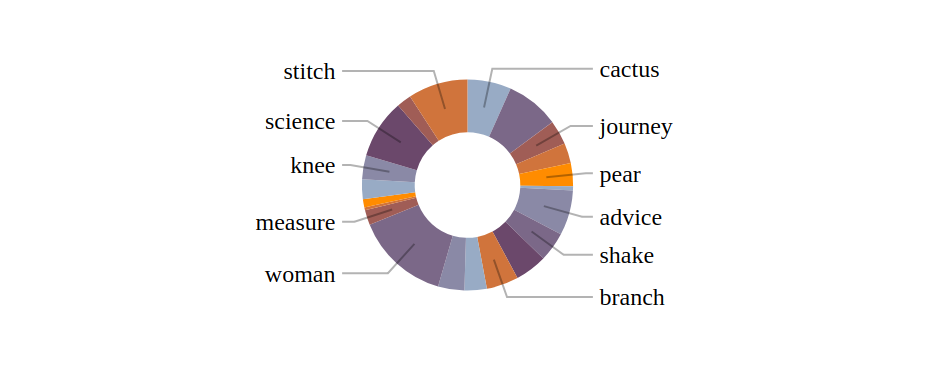 stitch
science
knee
measure
woman
cactus
journey
pear
advice
shake
branch